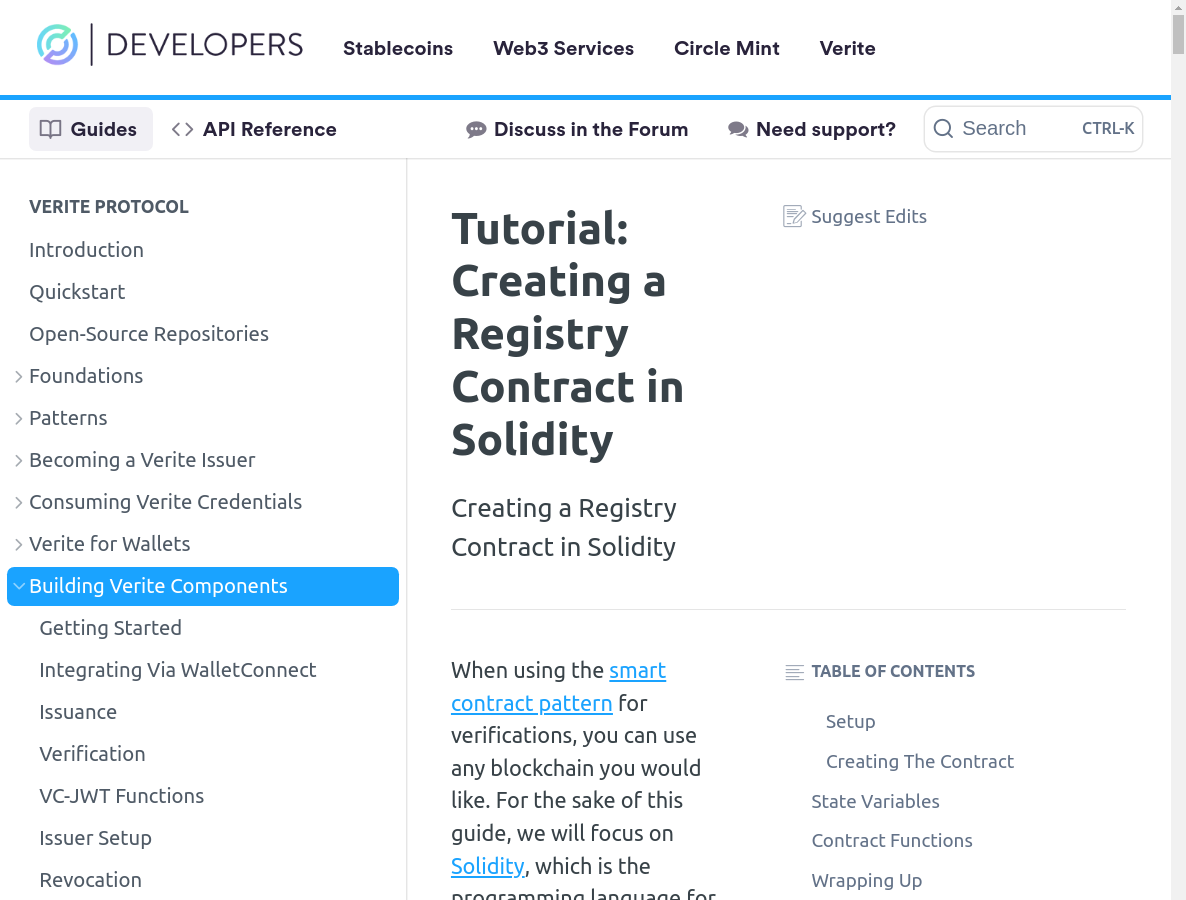 DEVELOPERS
Stablecoins Web3 Services Circle Mint Verite
Guides API Reference Discuss in the Forum Need support? Search CTRL-K
VERITE PROTOCOL
Introduction
Quickstart
Open-Source Repositories
Foundations
Patterns
Becoming a Verite Issuer
Consuming Verite Credentials
Verite for Wallets
Building Verite Components
Getting Started
Integrating Via WalletConnect
Issuance
Verification
VC-JWT Functions
Issuer Setup
Revocation
Tutorial:
Creating a
Registry
Contract in
Solidity
Suggest Edits
Creating a Registry
Contract in Solidity
When using the smart
contract pattern for
verifications, you can use
any blockchain you would
like. For the sake of this
guide, we will focus on
Solidity, which is the
programming language for
TABLE OF CONTENTS
Setup
Creating The Contract
State Variables
Contract Functions
Wrapping Up